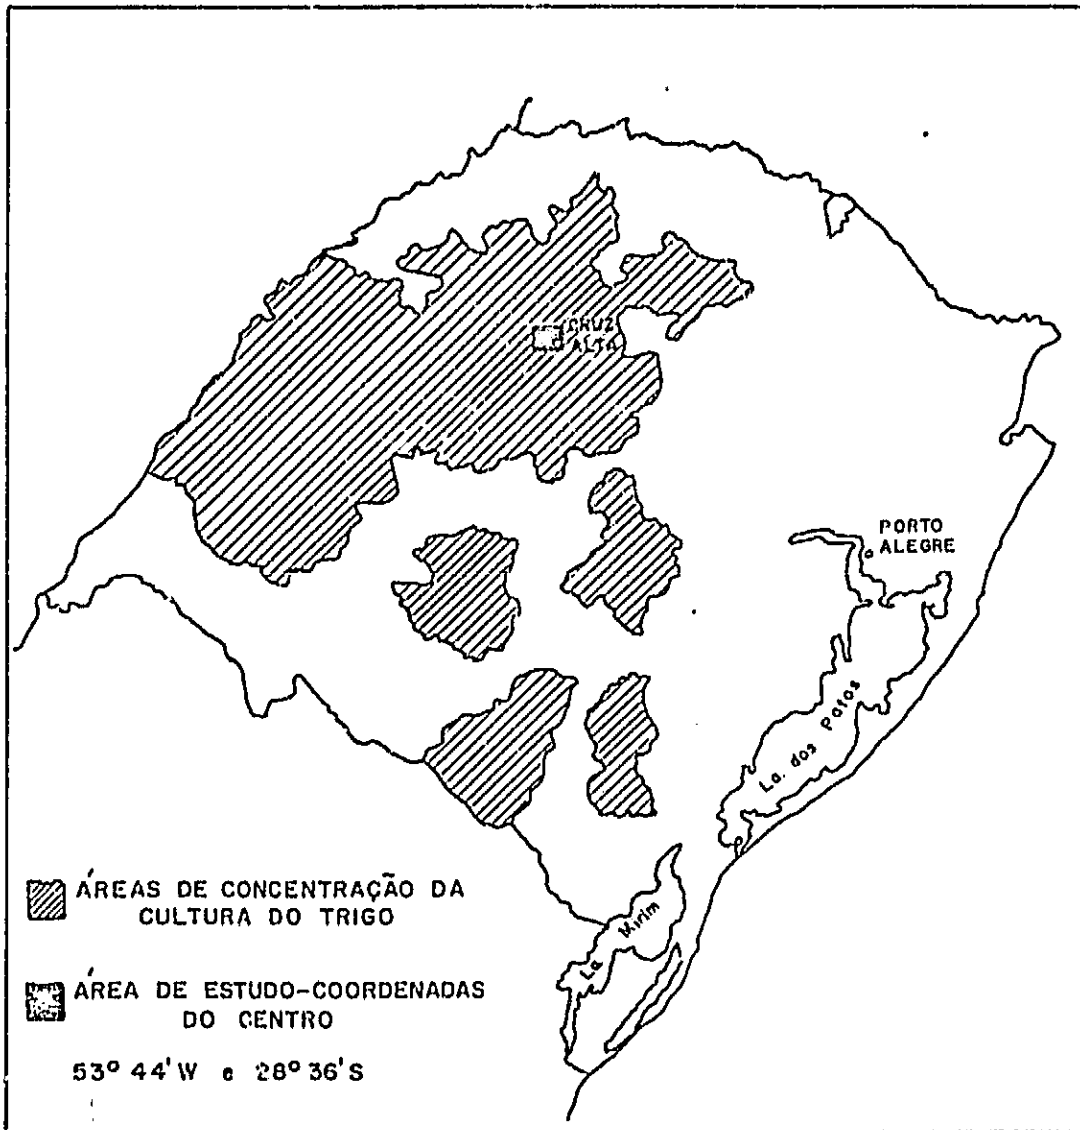 CRUZ
ALTA
PORTO
ALEGRE
La. dos Patos
La Mirim
ÁREAS DE CONCENTRAÇÃO DA
CULTURA DO TRIGO
ÁREA DE ESTUDO-COORDENADAS
DO CENTRO
53° 44' W e 28° 36' S